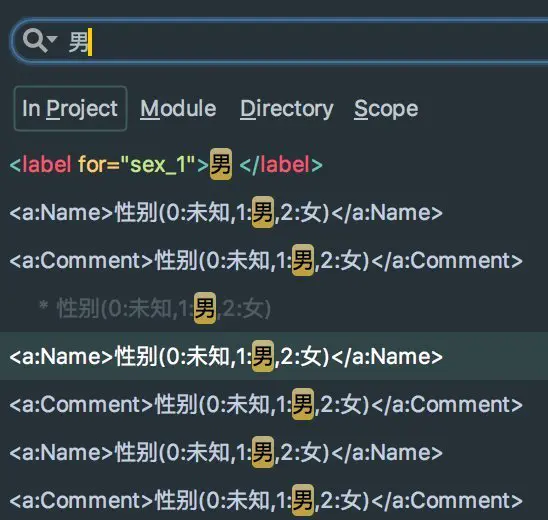 男
In Project Module Directory Scope
<label for="sex_1">男 </label>
<a:Name>性别(0:未知,1:男,2:女)</a:Name>
<a:Comment>性别(0:未知,1:男,2:女)</a:Comment>
* 性别(0:未知,1:男,2:女)
<a:Name>性别(0:未知,1:男,2:女)</a:Name>
<a:Comment>性别(0:未知,1:男,2:女)</a:Comment>
<a:Name>性别(0:未知,1:男,2:女)</a:Name>
<a:Comment>性别(0:未知,1:男,2:女)</a:Comment>